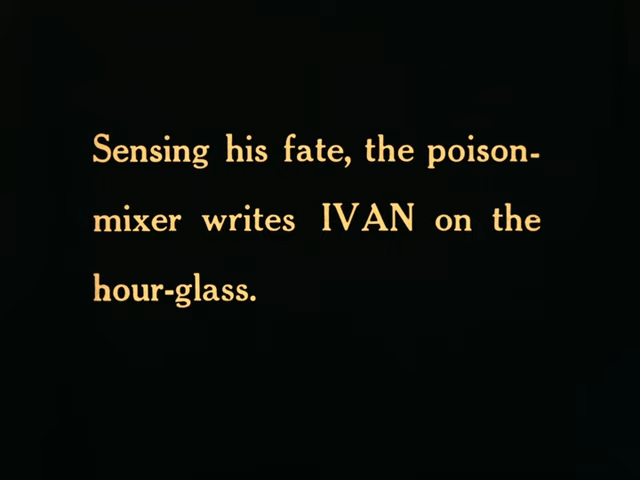 Sensing his fate, the poison-
mixer writes IVAN on the
hour-glass.